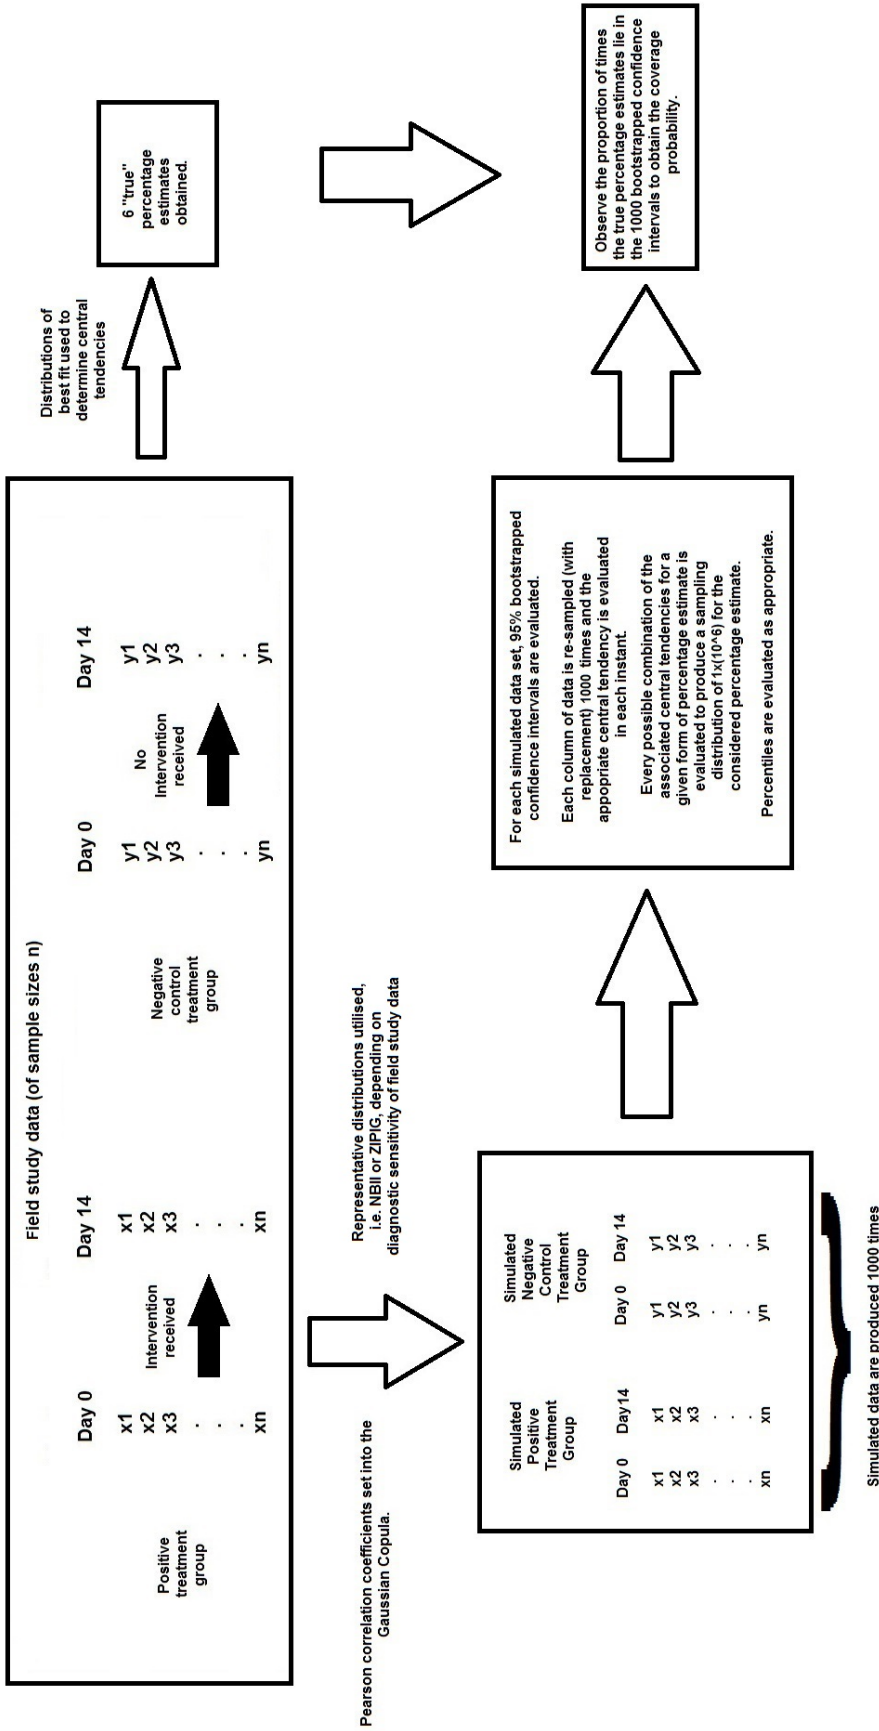 Field study data (of sample sizes n)
Positive
treatment
group
Day 0
x1
x2
x3
.
.
.
xn
Intervention
received
Day 14
x1
x2
x3
.
.
.
xn
Negative
control
treatment
group
Day 0
y1
y2
y3
.
.
.
yn
No
Intervention
received
Day 14
y1
y2
y3
.
.
.
yn
Distributions of
best fit used to
determine central
tendencies
6 "true"
percentage
estimates
obtained.
Pearson correlation coefficients set into the
Gaussian Copula.
Representative distributions utilised,
i.e. NBII or ZIPIG, depending on
diagnostic sensitivity of field study data
Simulated
Positive
Treatment
Group
Day 0 Day14
x1 x1
x2 x2
x3 x3
. .
. .
. .
xn xn
Simulated
Negative
Control
Treatment
Group
Day 0 Day 14
y1 y1
y2 y2
y3 y3
. .
. .
. .
yn yn
Simulated data are produced 1000 times
For each simulated data set, 95% bootstrapped
confidence intervals are evaluated.
Each column of data is re-sampled (with
replacement) 1000 times and the
appopriate central tendency is evaluated
in each instant.
Every possible combination of the
associated central tendencies for a
given form of percentage estimate is
evaluated to produce a sampling
distribution of 1x(10^6) for the
considered percentage estimate.
Percentiles are evaluated as appropriate.
Observe the proportion of times
the true percentage estimates lie in
the 1000 bootstrapped confidence
intervals to obtain the coverage
probability.